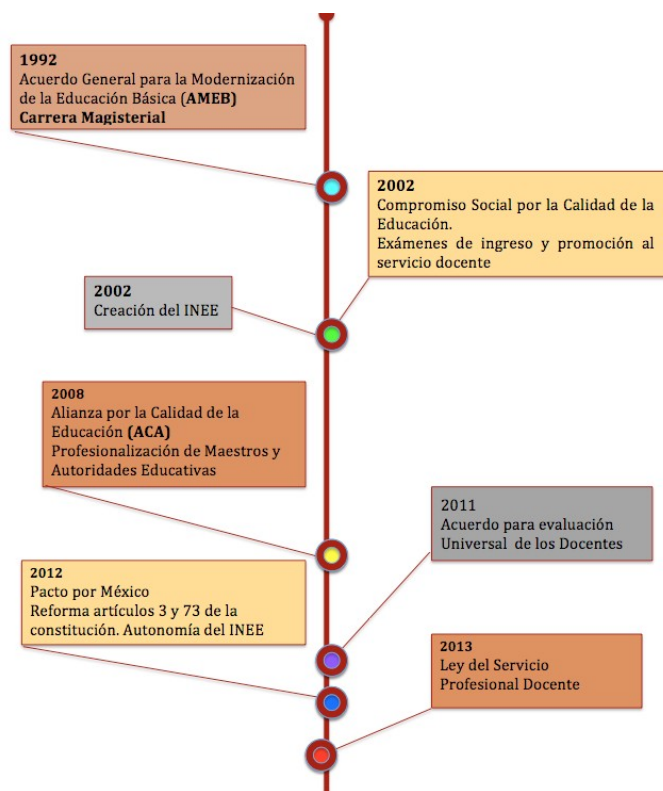 1992
Acuerdo General para la Modernización
de la Educación Básica (AMEB)
Carrera Magisterial
2002
Compromiso Social por la Calidad de la
Educación.
Exámenes de ingreso y promoción al
servicio docente
2002
Creación del INEE
2008
Alianza por la Calidad de la
Educación (ACA)
Profesionalización de Maestros y
Autoridades Educativas
2011
Acuerdo para evaluación
Universal de los Docentes
2012
Pacto por México
Reforma artículos 3 y 73 de la
constitución. Autonomía del INEE
2013
Ley del Servicio
Profesional Docente